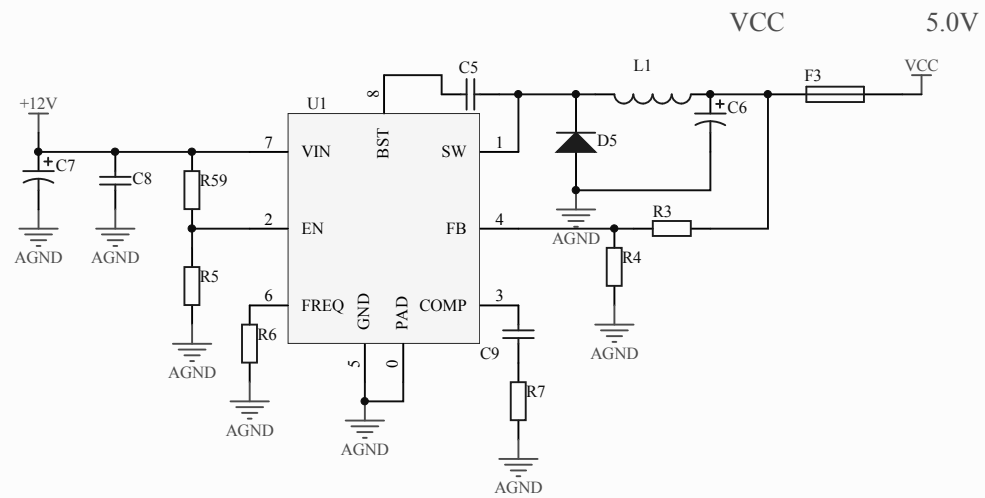 VCC 5.0V
+12V
U1
8
C5
L1
F3
VCC
C6
BST
7
VIN
SW
1
D5
C7
C8
R59
2
EN
FB
4
R3
AGND
AGND
AGND
R4
R5
6
FREQ
GND
PAD
COMP
3
R6
AGND
5
0
C9
AGND
R7
AGND
AGND
AGND